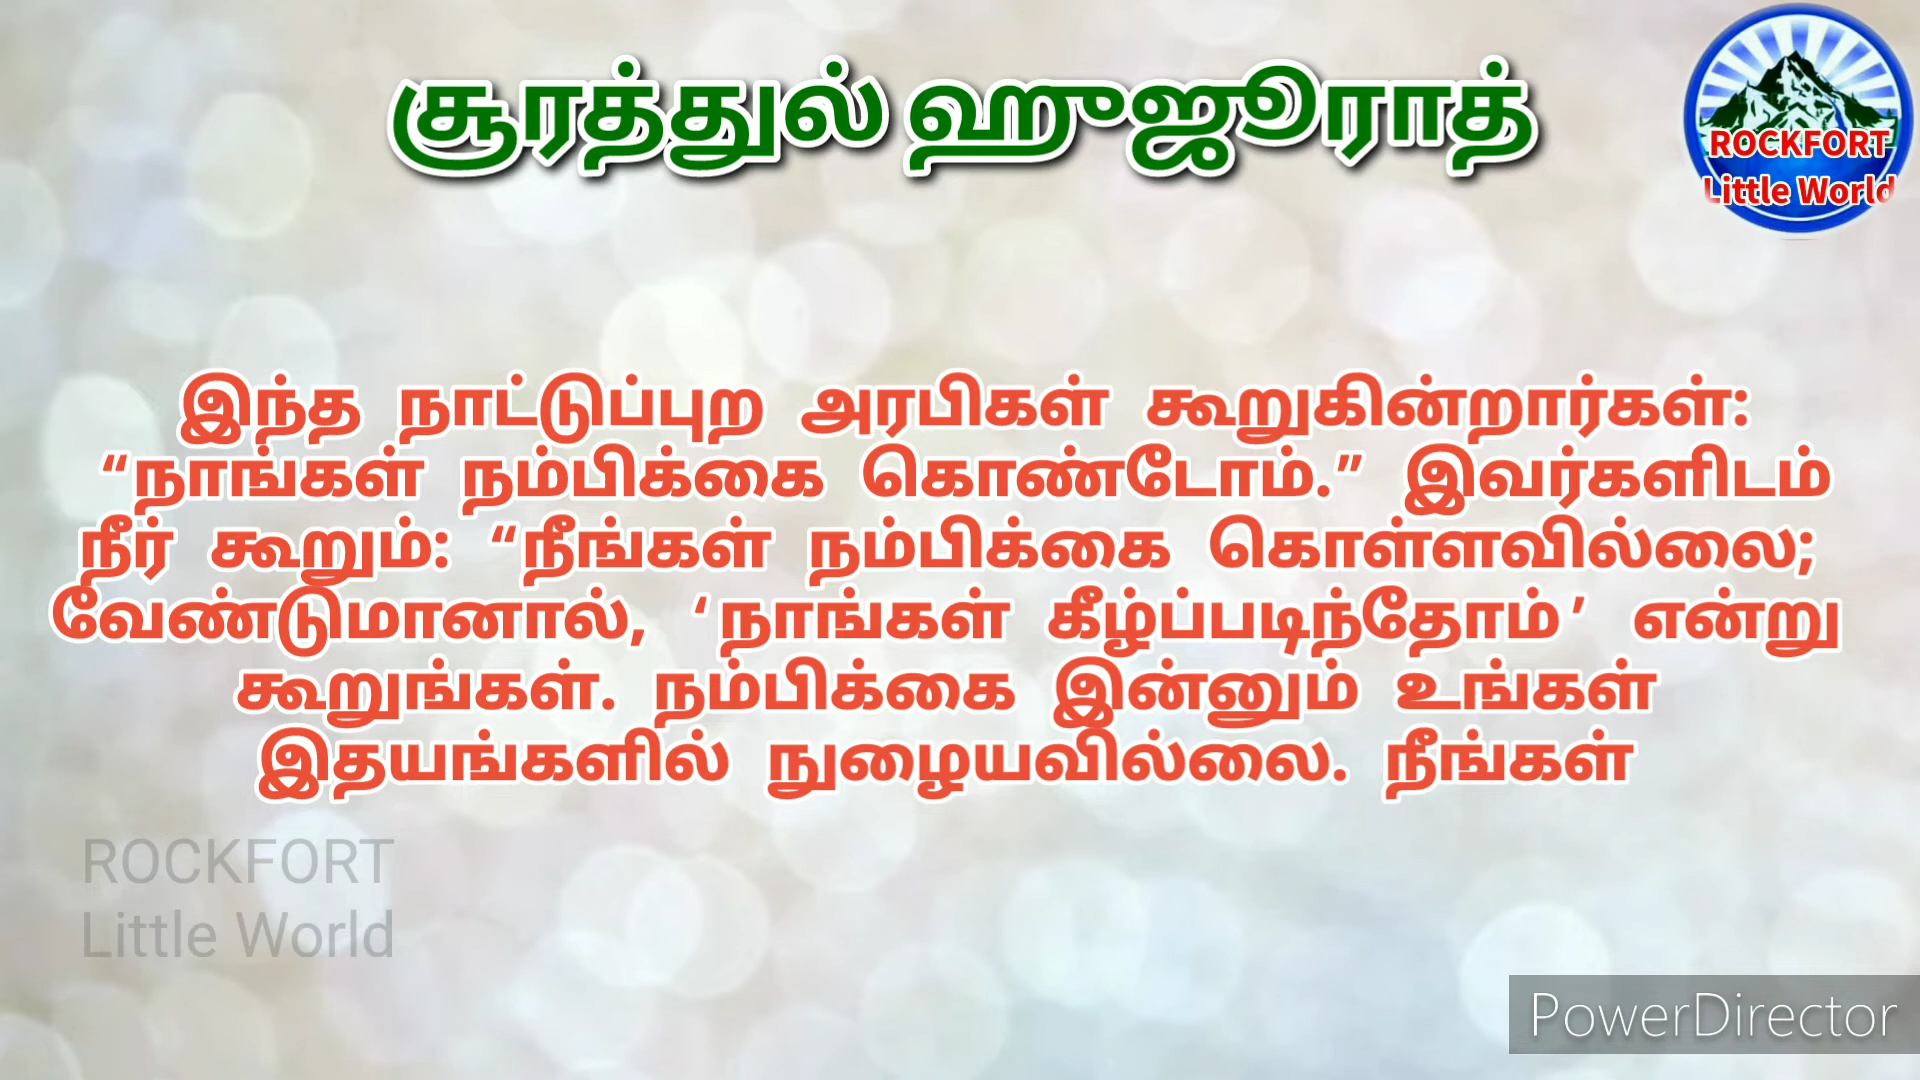 சூரத்துல் ஹுஜூராத்
ROCKFORT
Little World
இந்த நாட்டுப்புற அரபிகள் கூறுகின்றார்கள்:
“நாங்கள் நம்பிக்கை கொண்டோம்.” இவர்களிடம்
நீர் கூறும்: “நீங்கள் நம்பிக்கை கொள்ளவில்லை;
வேண்டுமானால், ‘நாங்கள் கீழ்ப்படிந்தோம்’ என்று
கூறுங்கள். நம்பிக்கை இன்னும் உங்கள்
இதயங்களில் நுழையவில்லை. நீங்கள்
ROCKFORT
Little World
PowerDirector